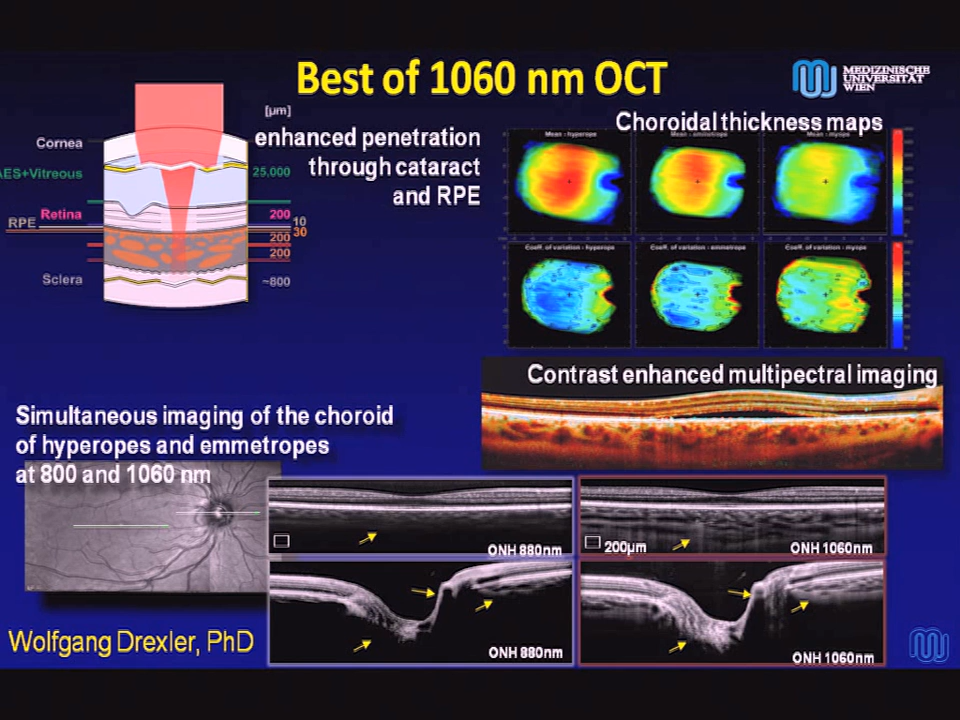 Best of 1060 nm OCT
MEDIZINISCHE
UNIVERSITÄT
WIEN
[µm]
enhanced penetration
through cataract
and RPE
Cornea
AES+Vitreous
25,000
Retina
200
RPE
10
30
200
200
Sclera
~800
Choroidal thickness maps
Mean - hyperope
Mean - emmetrope
Mean - myope
Coeff. of variation - hyperope
Coeff. of variation - emmetrope
Coeff. of variation - myope
Contrast enhanced multipectral imaging
Simultaneous imaging of the choroid
of hyperopes and emmetropes
at 800 and 1060 nm
ONH 880nm
200µm
ONH 1060nm
ONH 880nm
ONH 1060nm
Wolfgang Drexler, PhD